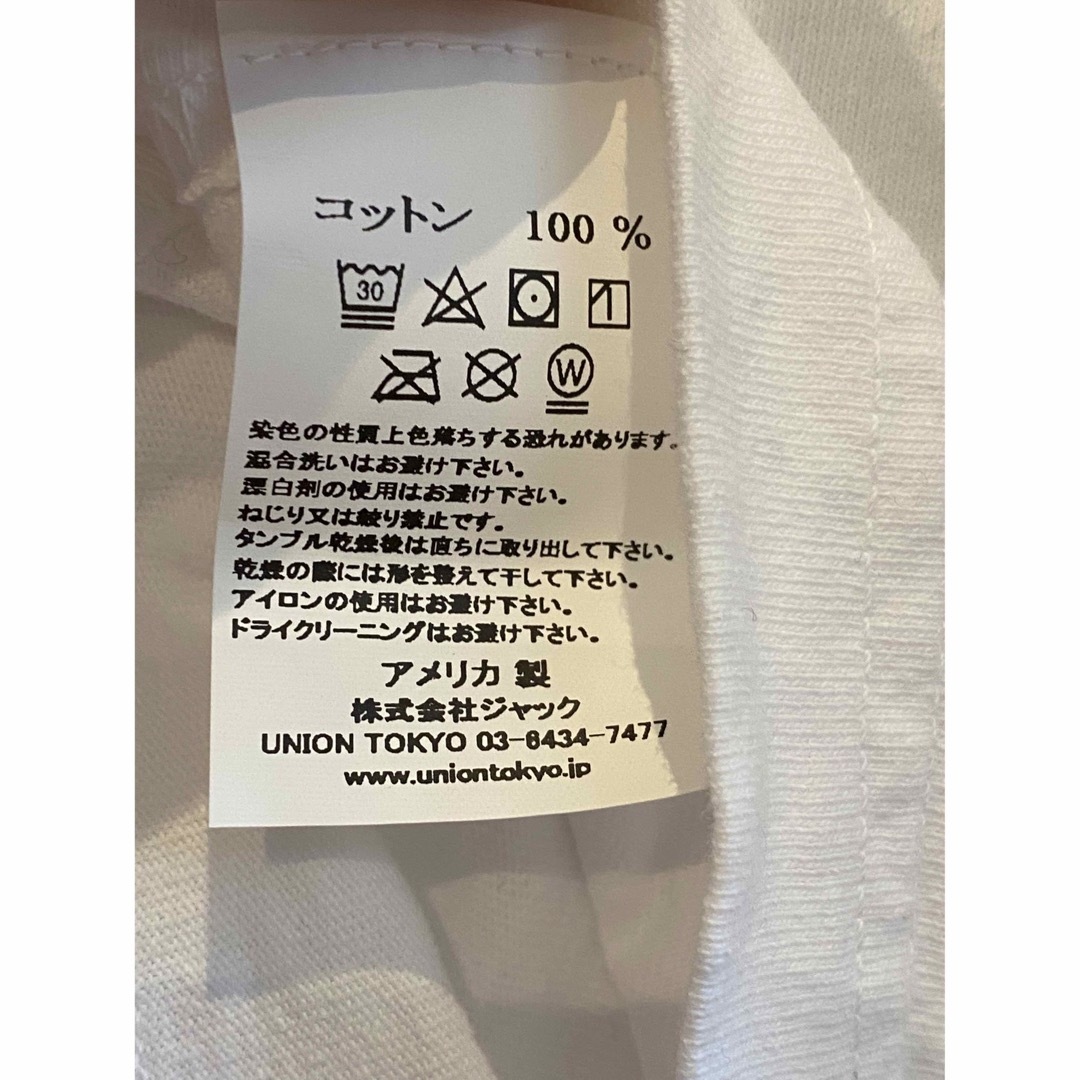 コットン 100 %
30
W
染色の性質上色落ちする恐れがあります。
混合洗いはお避け下さい。
漂白剤の使用はお避け下さい。
ねじり又は絞り禁止です。
タンブル乾燥後は直ちに取り出して下さい。
乾燥の際には形を整えて干して下さい。
アイロンの使用はお避け下さい。
ドライクリーニングはお避け下さい。
アメリカ 製
株式会社ジャック
UNION TOKYO 03-6434-7477
www.uniontokyo.jp